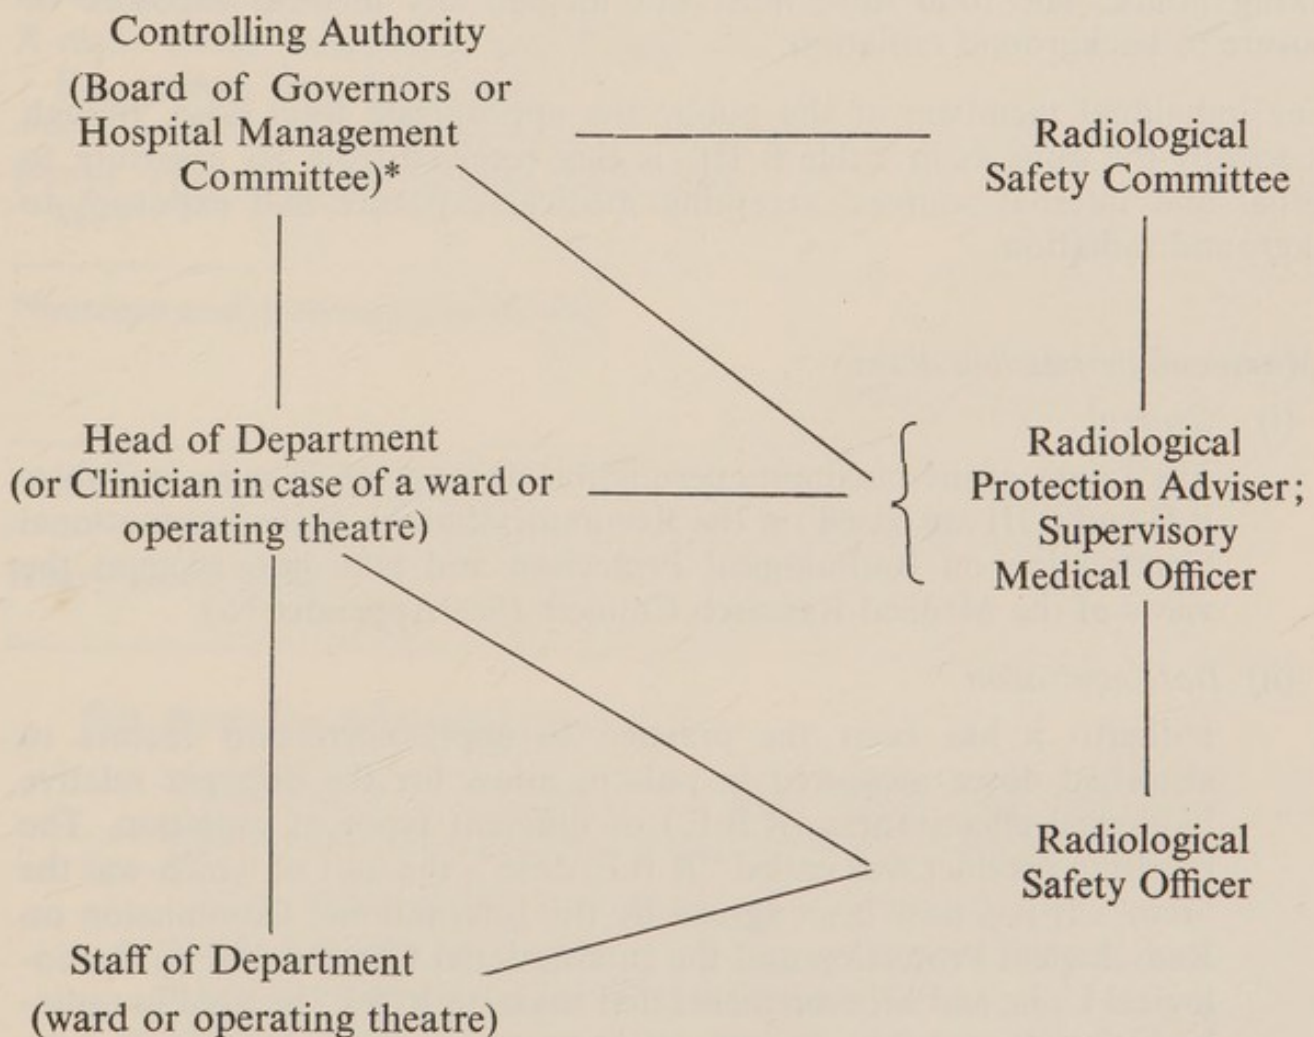 Controlling Authority
(Board of Governors or
Hospital Management
Committee)*
Radiological
Safety Committee
Head of Department
(or Clinician in case of a ward or
operating theatre)
Radiological
Protection Adviser;
Supervisory
Medical Officer
Radiological
Safety Officer
Staff of Department
(ward or operating theatre)